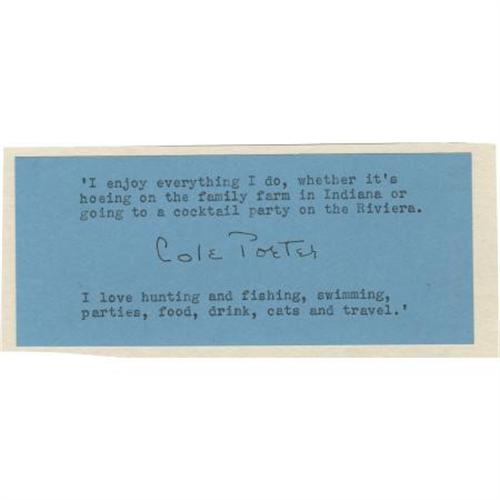 'I enjoy everything I do, whether it's
hoeing on the family farm in Indiana or
going to a cocktail party on the Riviera.
Cole Porter
I love hunting and fishing, swimming,
parties, food, drink, cats and travel.'